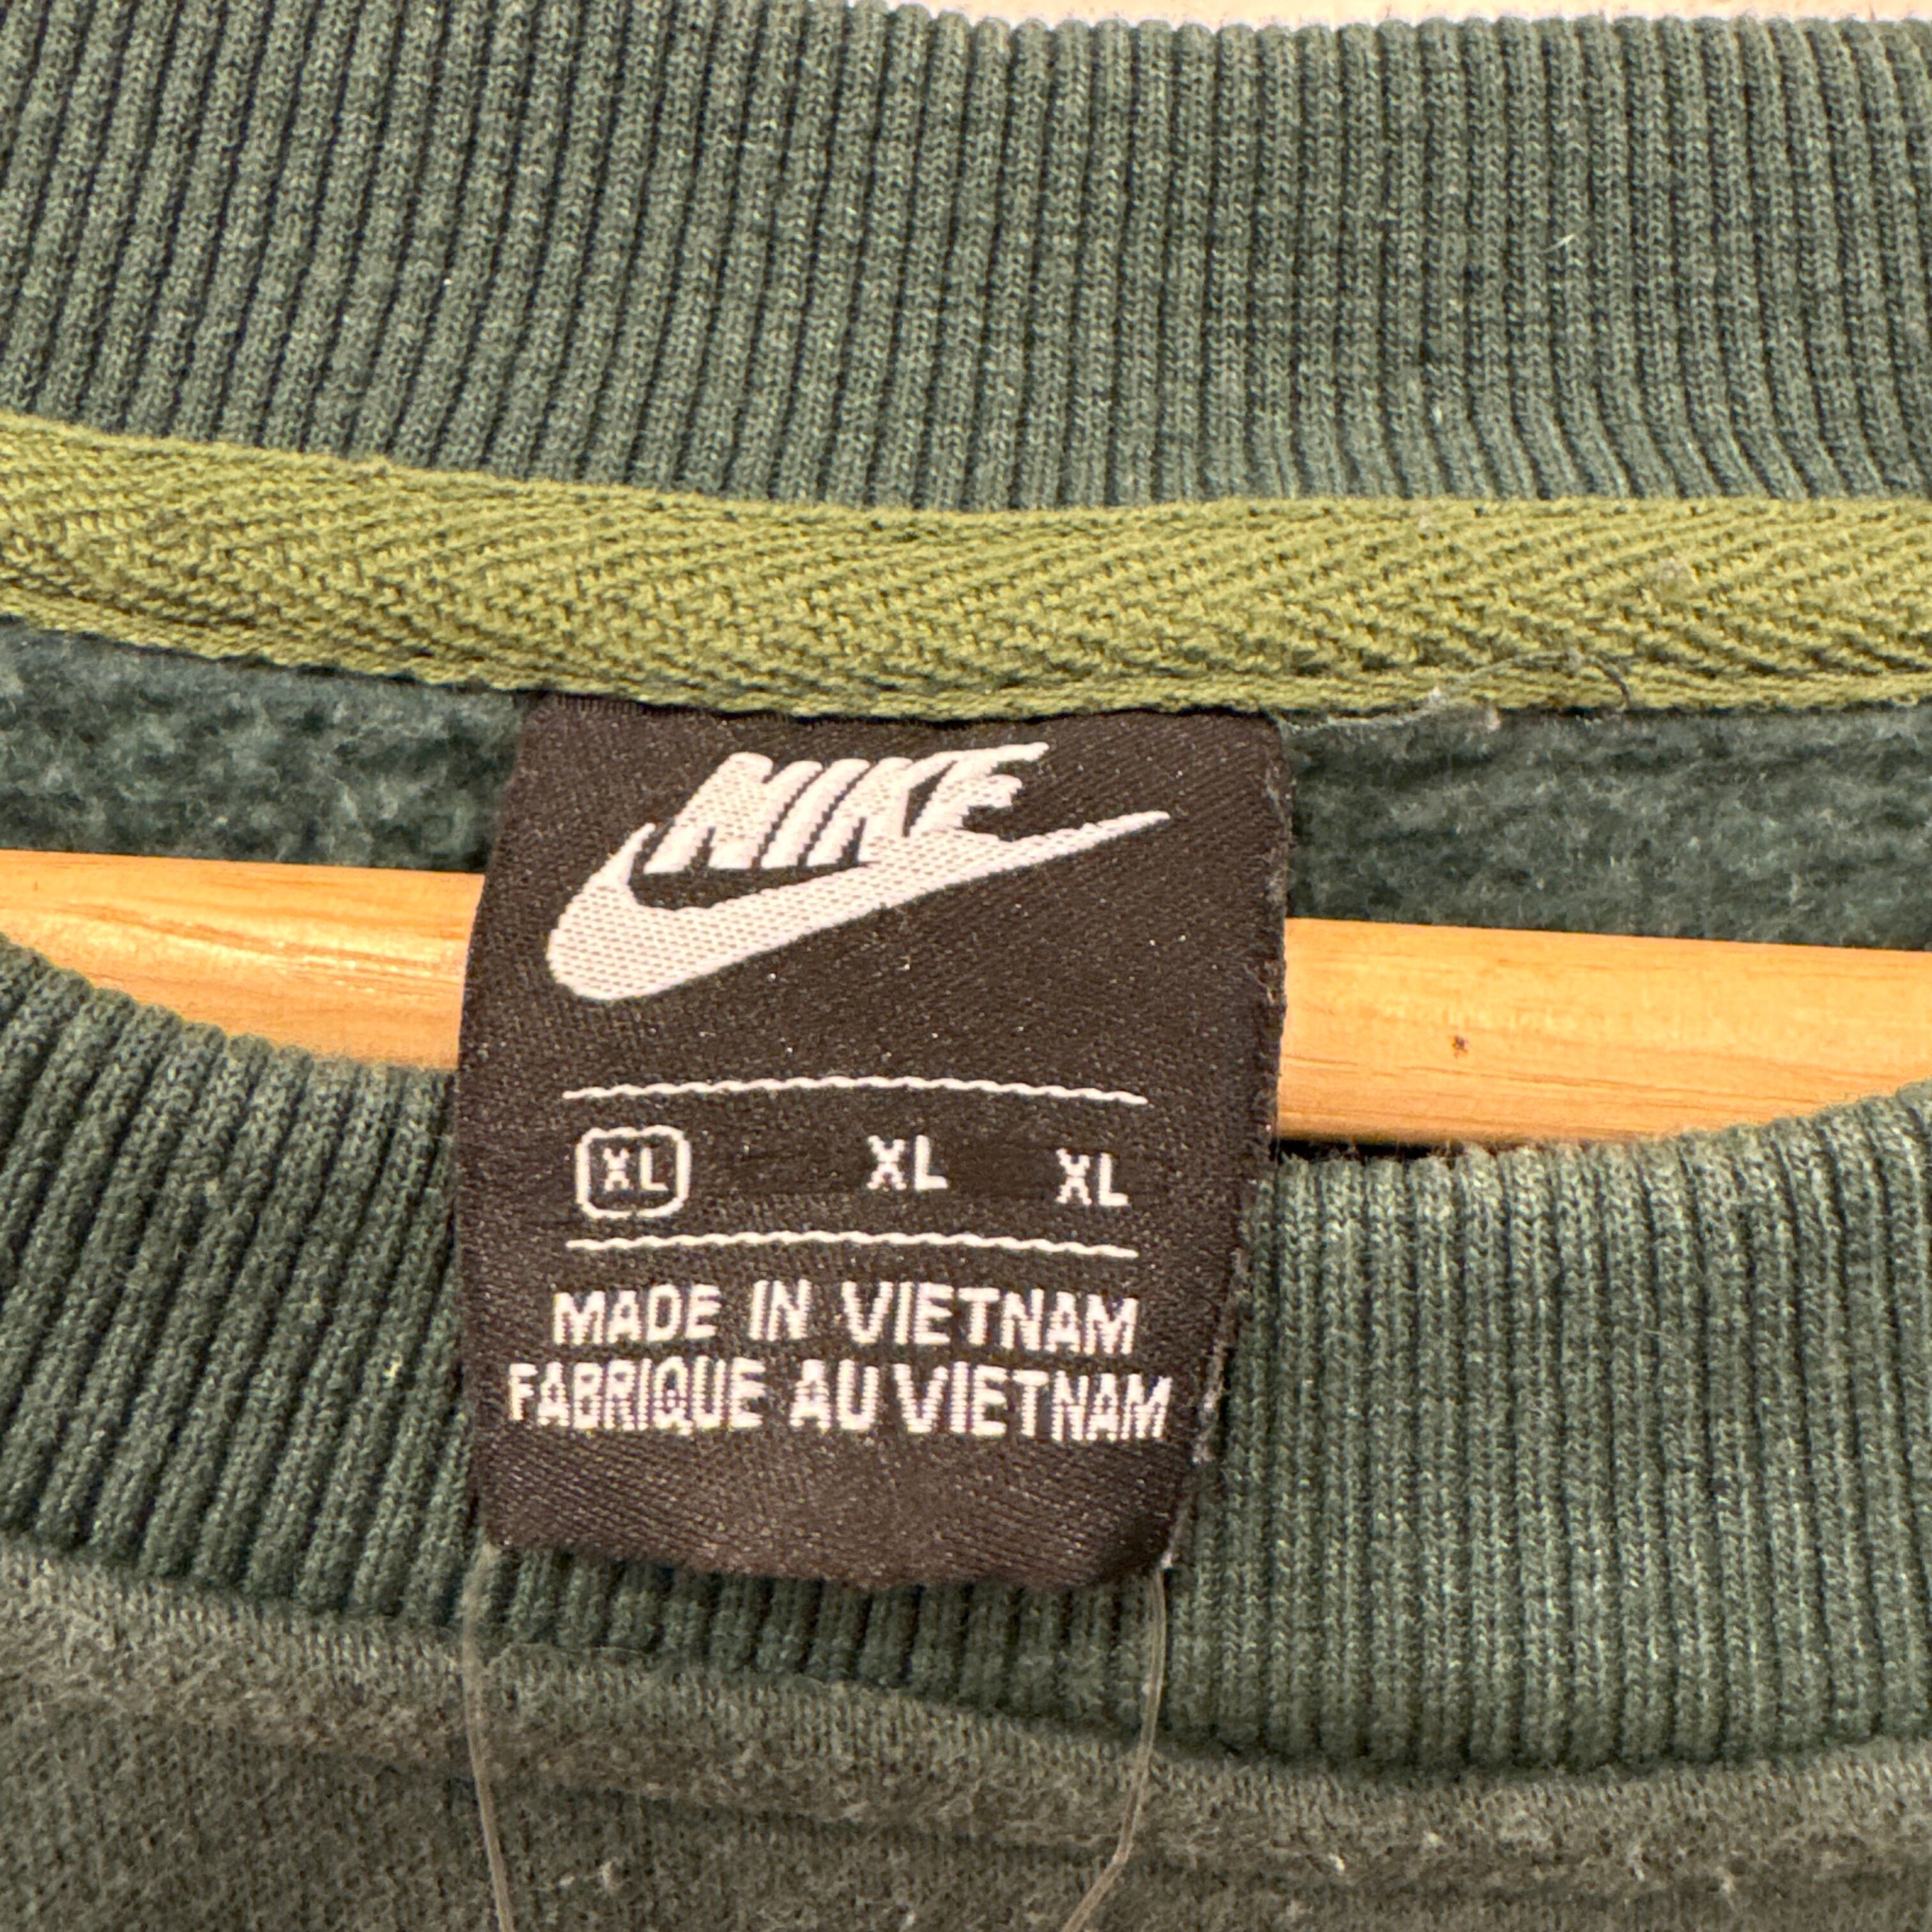 NIKE
XL XL XL
MADE IN VIETNAM
FABRIQUE AU VIETNAM